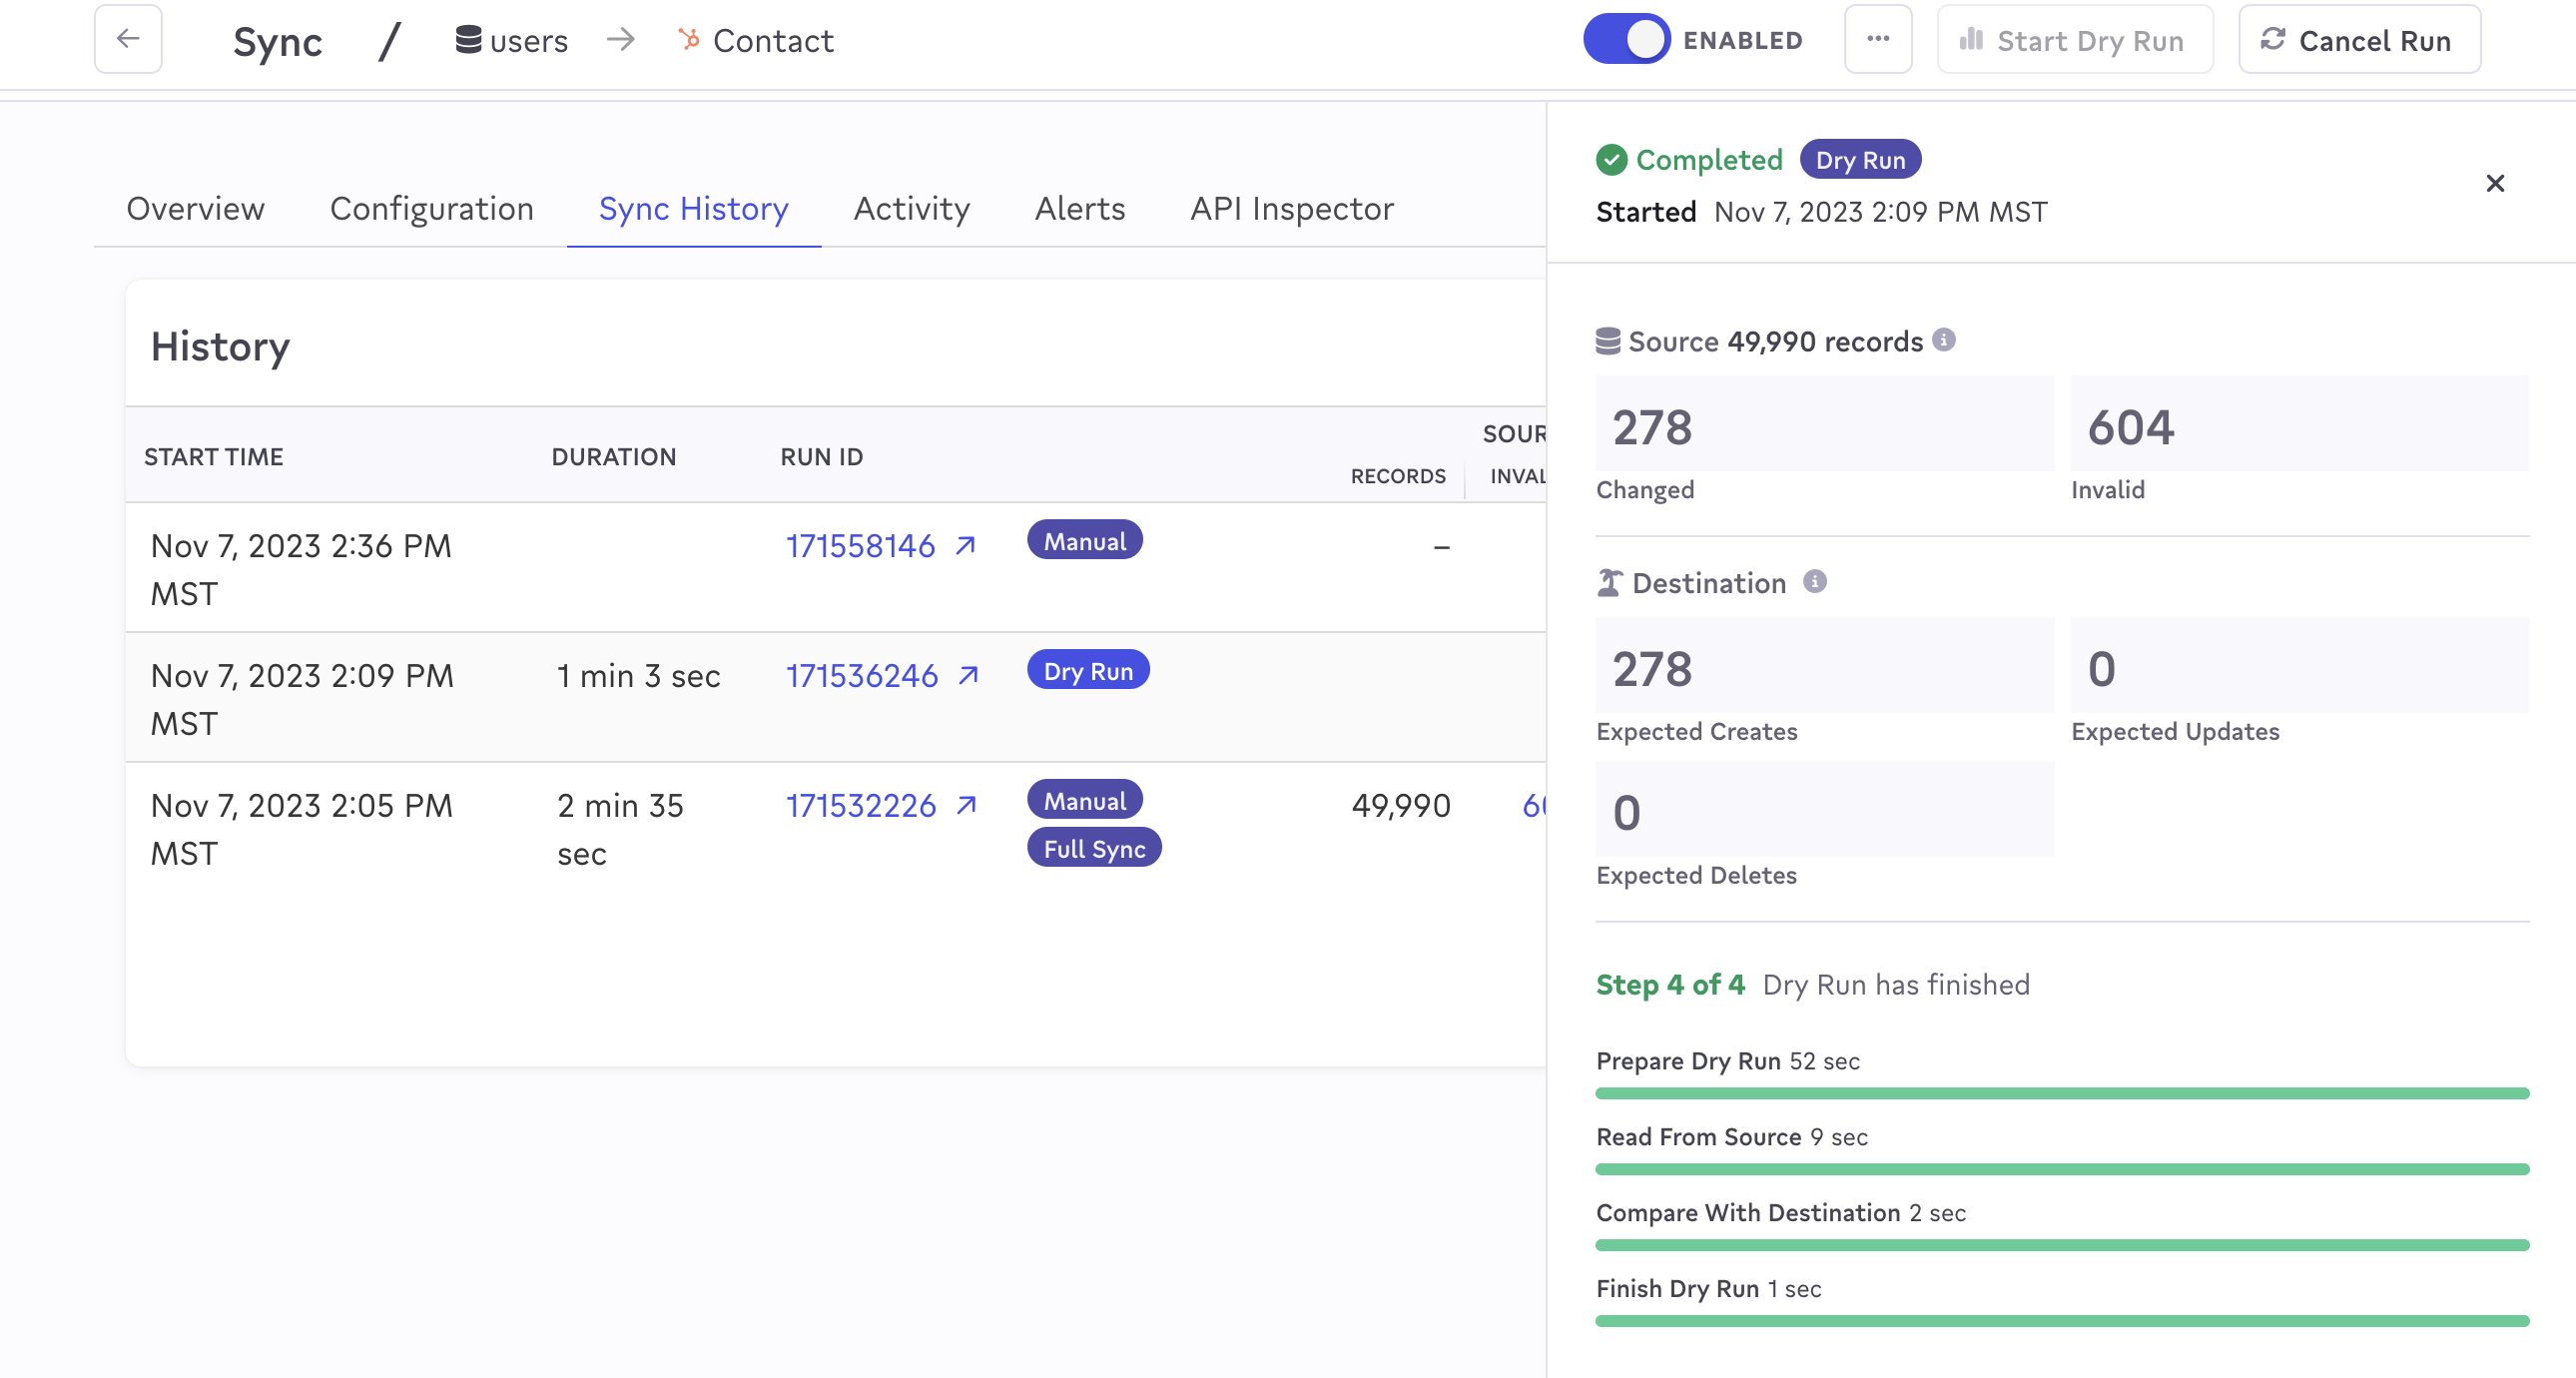 Sync / users → Contact
ENABLED
Start Dry Run
Cancel Run
Overview Configuration Sync History Activity Alerts API Inspector
History
START TIME DURATION RUN ID
RECORDS
Nov 7, 2023 2:36 PM
MST
171558146
Manual
–
Nov 7, 2023 2:09 PM
MST
1 min 3 sec
171536246
Dry Run
Nov 7, 2023 2:05 PM
MST
2 min 35
sec
171532226
Manual
Full Sync
49,990
Completed Dry Run
Started Nov 7, 2023 2:09 PM MST
Source 49,990 records
278
Changed
604
Invalid
Destination
278
Expected Creates
0
Expected Updates
0
Expected Deletes
Step 4 of 4 Dry Run has finished
Prepare Dry Run 52 sec
Read From Source 9 sec
Compare With Destination 2 sec
Finish Dry Run 1 sec